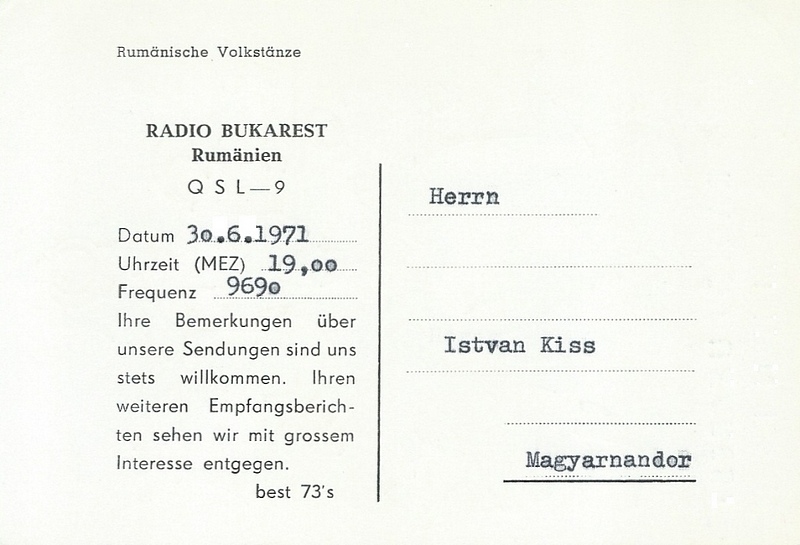 Rumänische Volkstänze
RADIO BUKAREST
Rumänien
QSL—9
Datum 30.6.1971
Uhrzeit (MEZ) 19,00
Frequenz 9690
Ihre Bemerkungen über
unsere Sendungen sind uns
stets willkommen. Ihren
weiteren Empfangsberich-
ten sehen wir mit grossem
Interesse entgegen.
best 73's
Herrn
Istvan Kiss
Magyarnandor